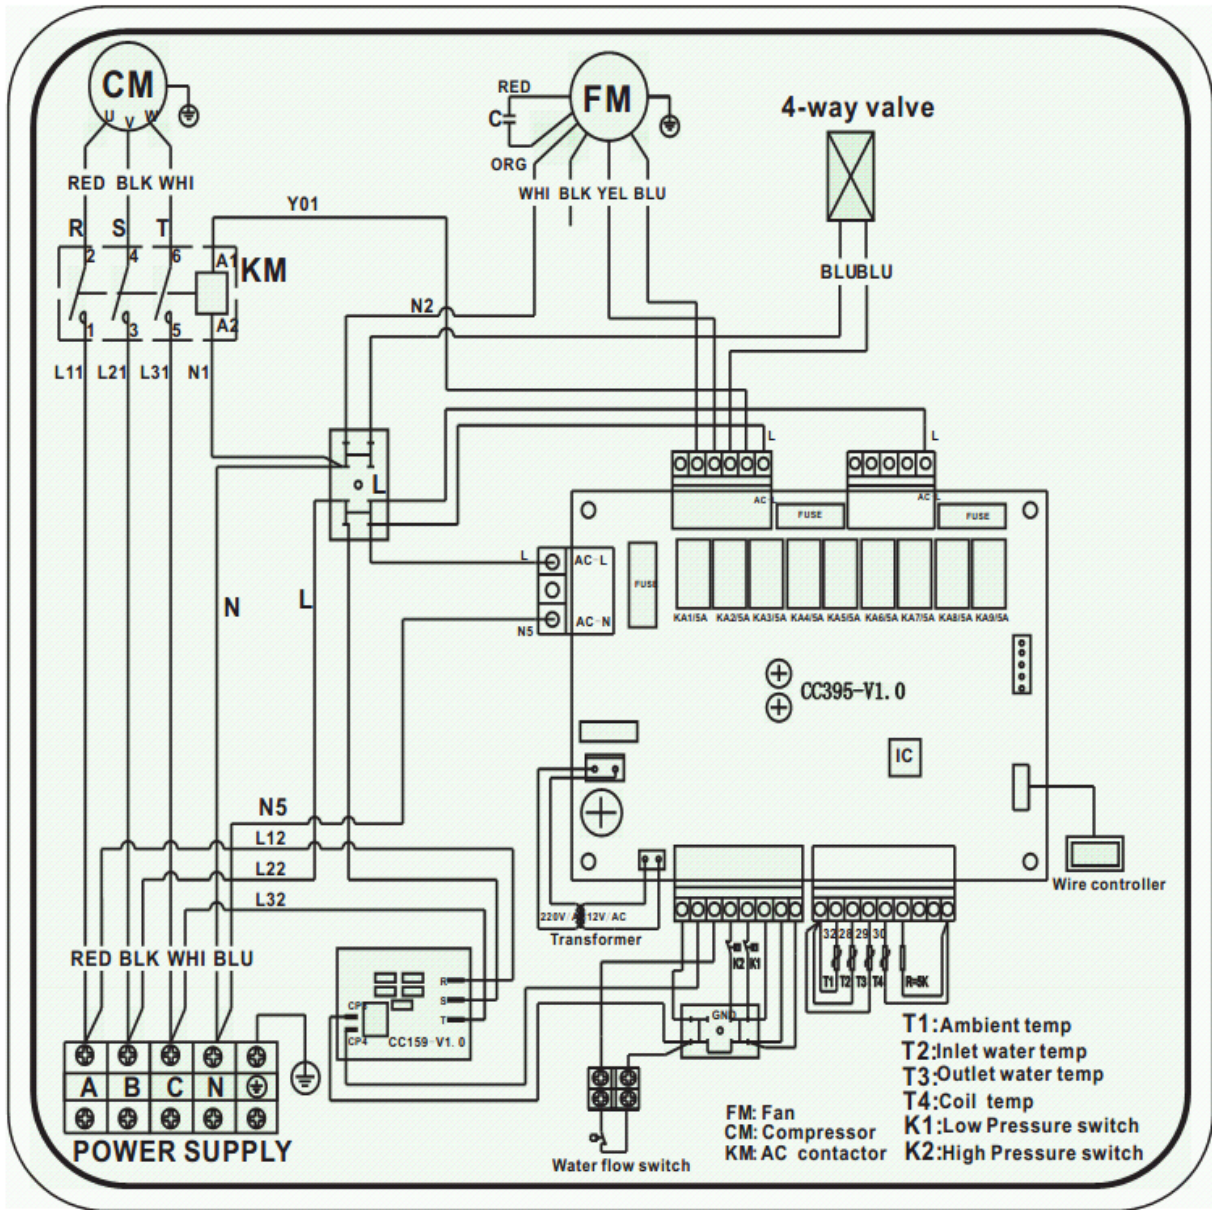 CM
U V W
RED BLK WHI
R S T
2 4 6
A1
KM
A2
1 3 5
L11 L21 L31 N1
Y01
RED
C
ORG
FM
WHI BLK YEL BLU
4-way valve
BLU BLU
N2
L
L
L
AC L
AC L
FUSE
FUSE
L
AC-L
FUSE
AC-N
N5
KA1/5A KA2/5A KA3/5A KA4/5A KA5/5A KA6/5A KA7/5A KA8/5A KA9/5A
N
L
CC395-V1.0
IC
N5
L12
L22
L32
Wire controller
220V/A 12V/AC
Transformer
RED BLK WHI BLU
R
S
T
CP4
CC159-V1.0
K2 K1
GND
32 28 29 30
T1 T2 T3 T4 R=5K
A B C N
POWER SUPPLY
Water flow switch
FM: Fan
CM: Compressor
KM: AC contactor
T1:Ambient temp
T2:Inlet water temp
T3:Outlet water temp
T4:Coil temp
K1:Low Pressure switch
K2:High Pressure switch